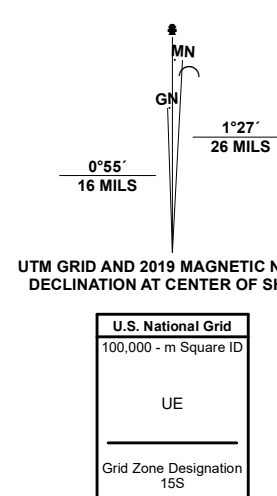 MN
GN
1°27´
26 MILS
0°55´
16 MILS
UTM GRID AND 2019 MAGNETIC
DECLINATION AT CENTER OF
U.S. National Grid
100,000 - m Square ID
UE
Grid Zone Designation
15S